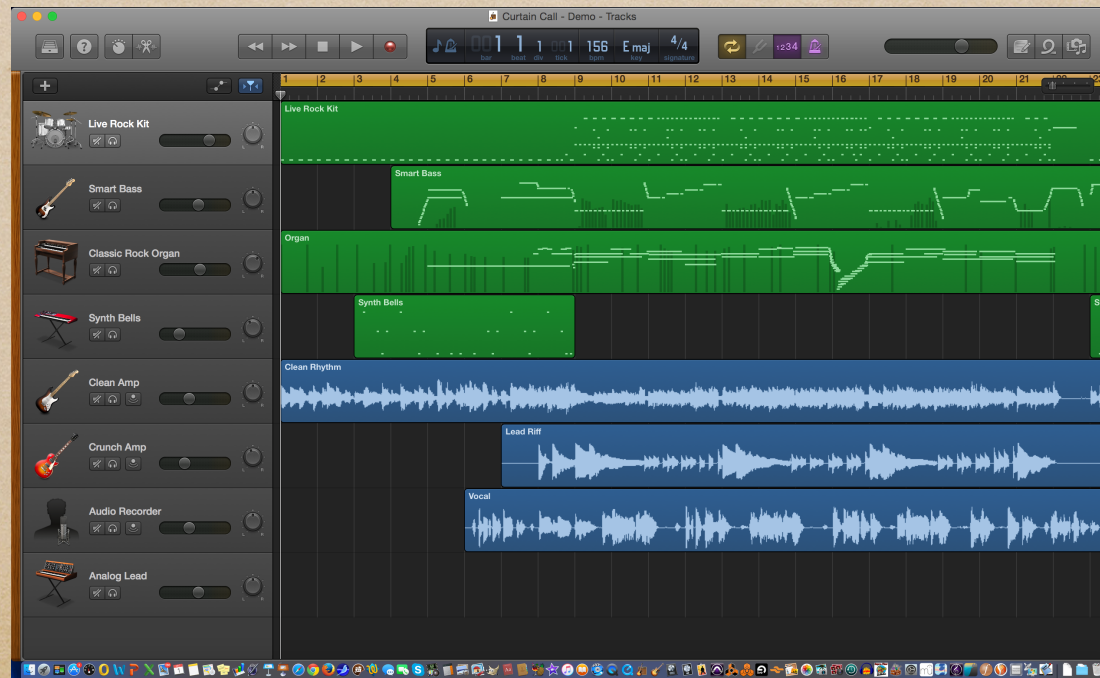 Curtain Call - Demo - Tracks
001 1 1 001 156 E maj 4/4
bar beat div tick bpm key signature
1234
1 2 3 4 5 6 7 8 9 10 11 12 13 14 15 16 17 18 19 20 21
Live Rock Kit
Live Rock Kit
Smart Bass
Smart Bass
Classic Rock Organ
Organ
Synth Bells
Synth Bells
S
Clean Amp
Clean Rhythm
Crunch Amp
Lead Riff
Audio Recorder
Vocal
Analog Lead